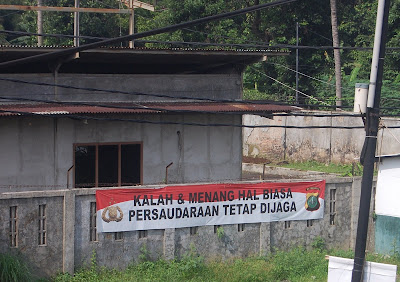 KALAH & MENANG HAL BIASA
PERSAUDARAAN TETAP DIJAGA